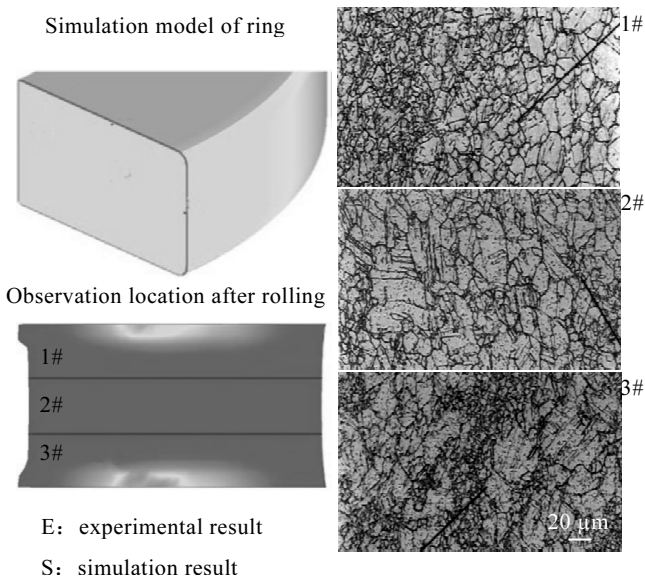 Simulation model of ring
Observation location after rolling
1#
2#
3#
E: experimental result
S: simulation result
1#
2#
3#
20 μm